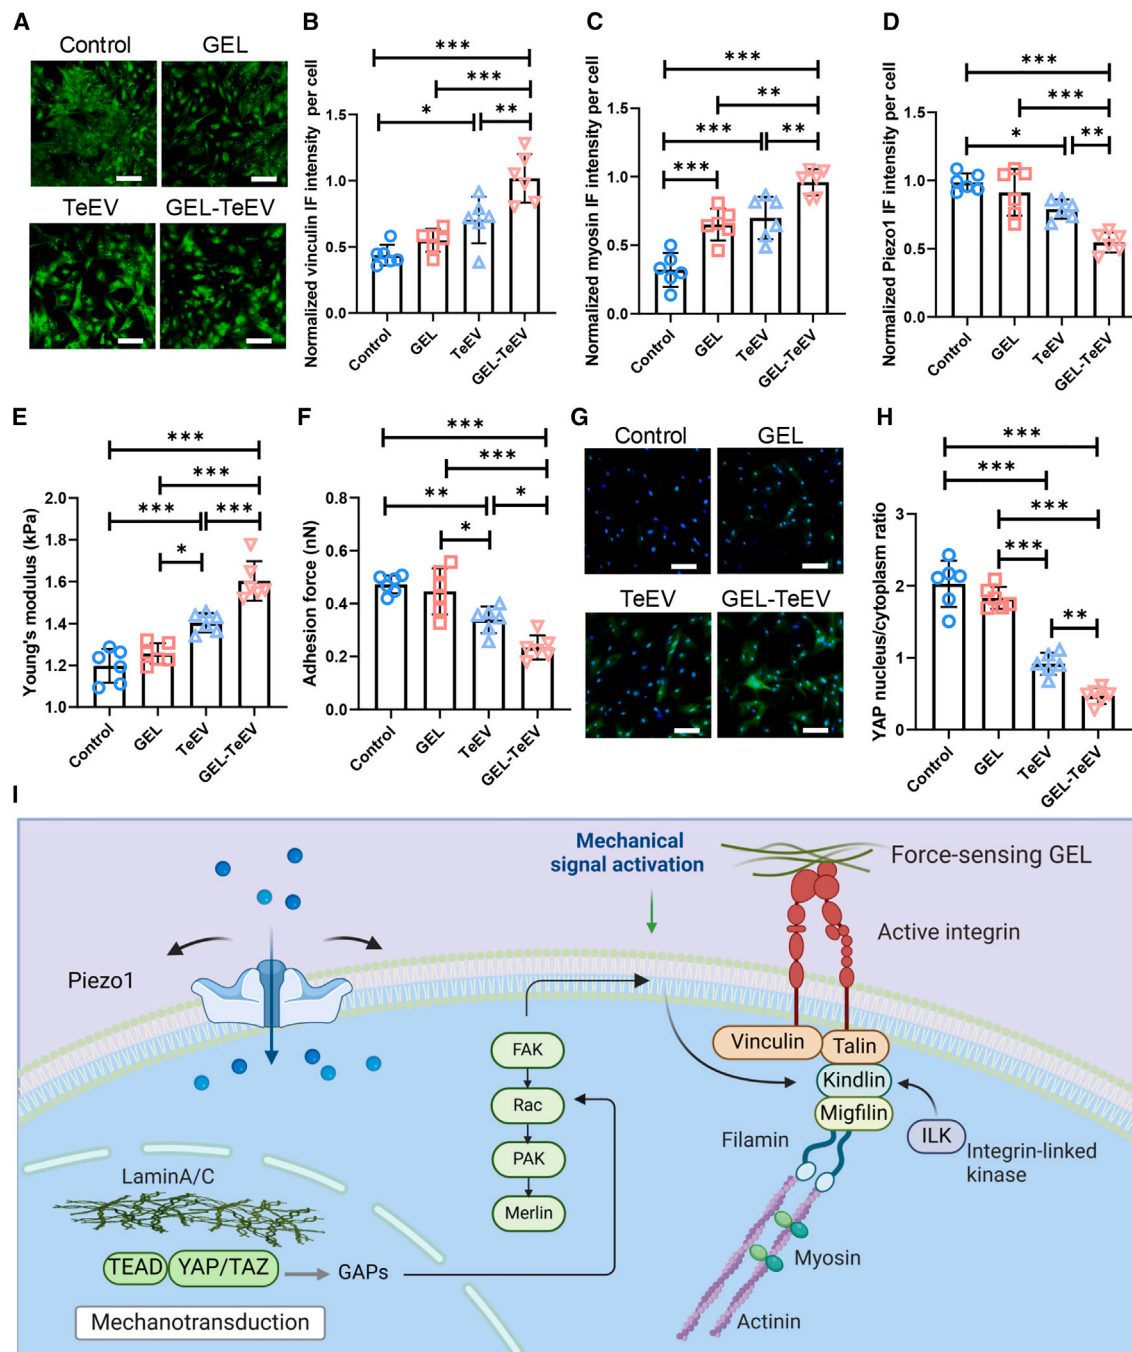 A
Control
GEL
TeEV
GEL-TeEV
B
Normalized vinculin IF intensity per cell
***
***
*
**
1.5
1.0
0.5
0.0
Control
GEL
TeEV
GEL-TeEV
C
Normalized myosin IF intensity per cell
***
**
***
**
***
1.5
1.0
0.5
0.0
Control
GEL
TeEV
GEL-TeEV
D
Normalized Piezo1 IF intensity per cell
***
***
*
**
1.5
1.0
0.5
0.0
Control
GEL
TeEV
GEL-TeEV
E
Young's modulus (kPa)
***
***
***
***
*
2.0
1.8
1.6
1.4
1.2
1.0
Control
GEL
TeEV
GEL-TeEV
F
Adhesion force (nN)
***
***
**
*
*
0.8
0.6
0.4
0.2
0.0
Control
GEL
TeEV
GEL-TeEV
G
Control
GEL
TeEV
GEL-TeEV
H
YAP nucleus/cytoplasm ratio
***
***
***
***
**
3
2
1
0
Control
GEL
TeEV
GEL-TeEV
I
Mechanical
signal activation
Force-sensing GEL
Active integrin
Piezo1
Vinculin
Talin
Kindlin
Migfilin
FAK
Rac
PAK
Merlin
Filamin
ILK
Integrin-linked
kinase
LaminA/C
TEAD
YAP/TAZ
GAPs
Myosin
Actinin
Mechanotransduction